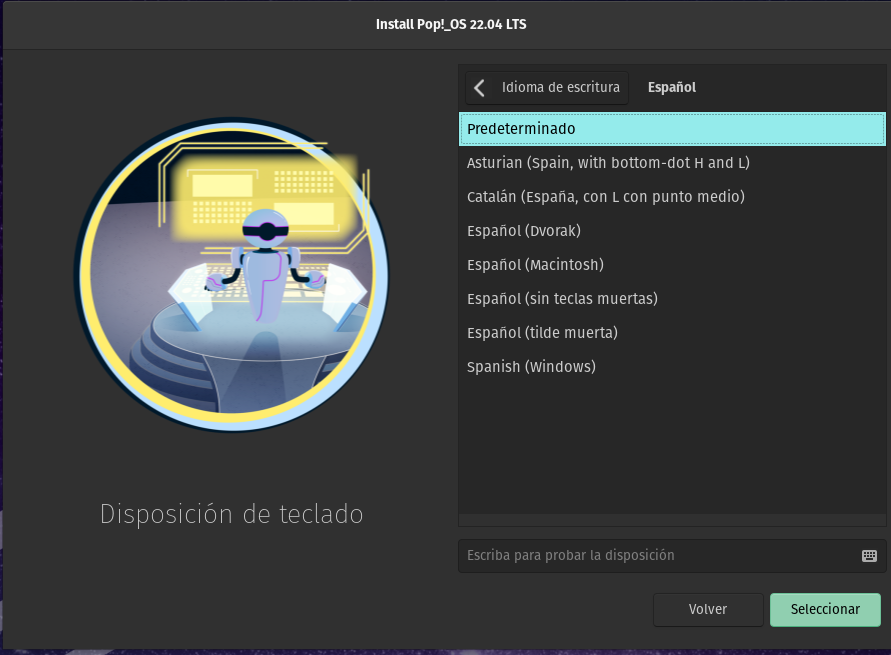 Install Pop!_OS 22.04 LTS
Idioma de escritura
Español
Predeterminado
Asturian (Spain, with bottom-dot H and L)
Catalán (España, con L con punto medio)
Español (Dvorak)
Español (Macintosh)
Español (sin teclas muertas)
Español (tilde muerta)
Spanish (Windows)
Disposición de teclado
Escriba para probar la disposición
Volver
Seleccionar